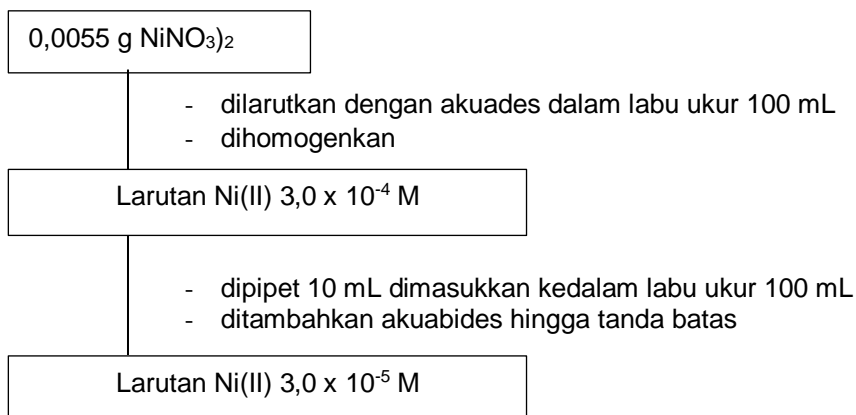 0,0055 g NiNO₃)₂
- dilarutkan dengan akuades dalam labu ukur 100 mL
- dihomogenkan
Larutan Ni(II) 3,0 x 10⁻⁴ M
- dipipet 10 mL dimasukkan kedalam labu ukur 100 mL
- ditambahkan akuabides hingga tanda batas
Larutan Ni(II) 3,0 x 10⁻⁵ M